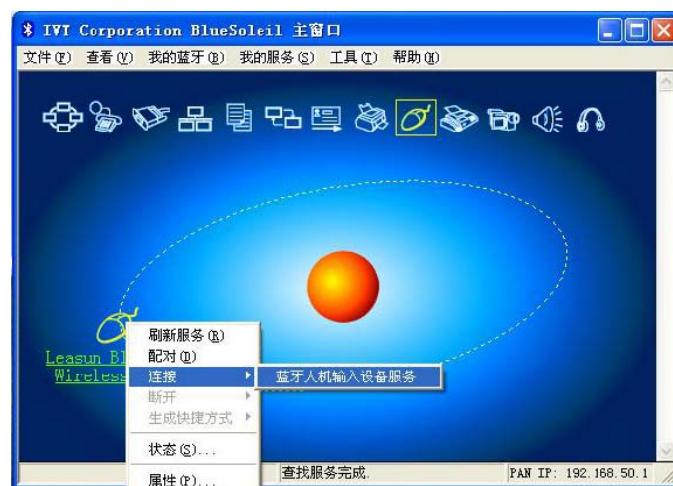 IVT Corporation BlueSoleil 主窗口
文件(F) 查看(V) 我的蓝牙(B) 我的服务(S) 工具(T) 帮助(H)
Leasun Bl
Wireless
刷新服务(R)
配对(D)
连接
蓝牙人机输入设备服务
断开
生成快捷方式
状态(S)...
属性(P)...
查找服务完成.
PAN IP: 192.168.50.1